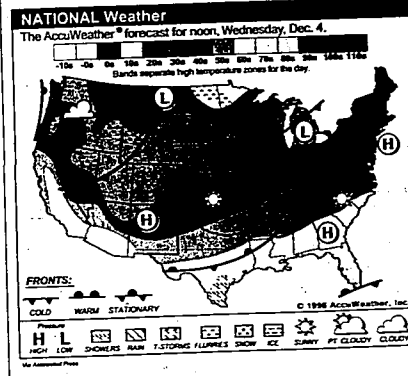 NATIONAL Weather
The AccuWeather® forecast for noon, Wednesday, Dec. 4.
-10s -0s 0s 10s 20s 30s 40s 50s 60s 70s 80s 90s 100s 110s
Bands separate high temperature zones for the day.
L
L
H
H
H
FRONTS:
COLD WARM STATIONARY
© 1996 AccuWeather, Inc.
Pressure
H L
HIGH LOW SHOWERS RAIN T-STORMS FLURRIES SNOW ICE SUNNY PT CLOUDY CLOUDY
Via Associated Press